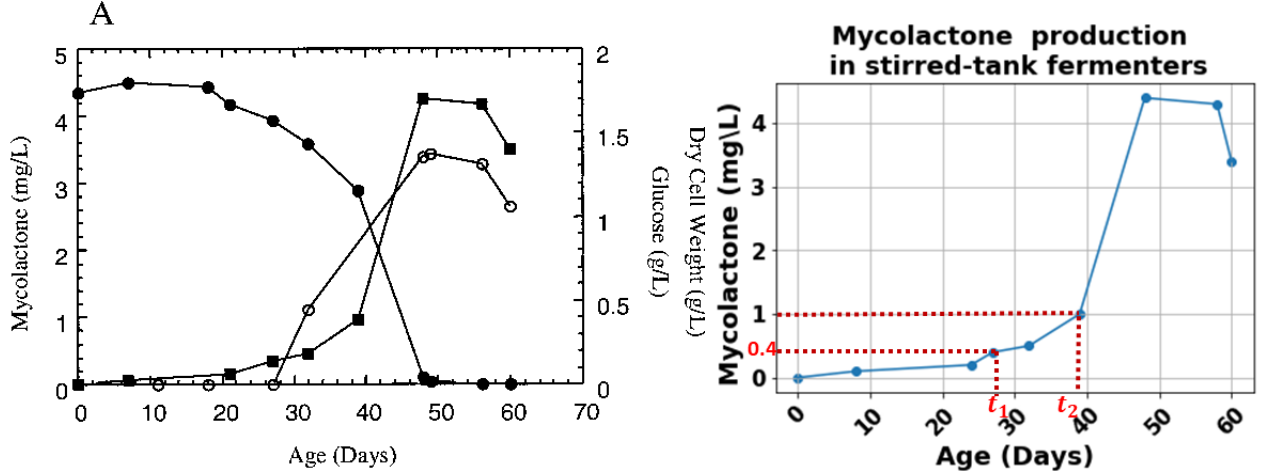 A
5
4
3
2
1
0
Mycolactone (mg/L)
2
1.5
1
0.5
0
Glucose (g/L)
Dry Cell Weight (g/L)
0 10 20 30 40 50 60 70
Age (Days)
Mycolactone production
in stirred-tank fermenters
Mycolactone (mg\L)
4
3
2
1
0.4
0
t₁ t₂
0 10 20 30 40 50 60
Age (Days)